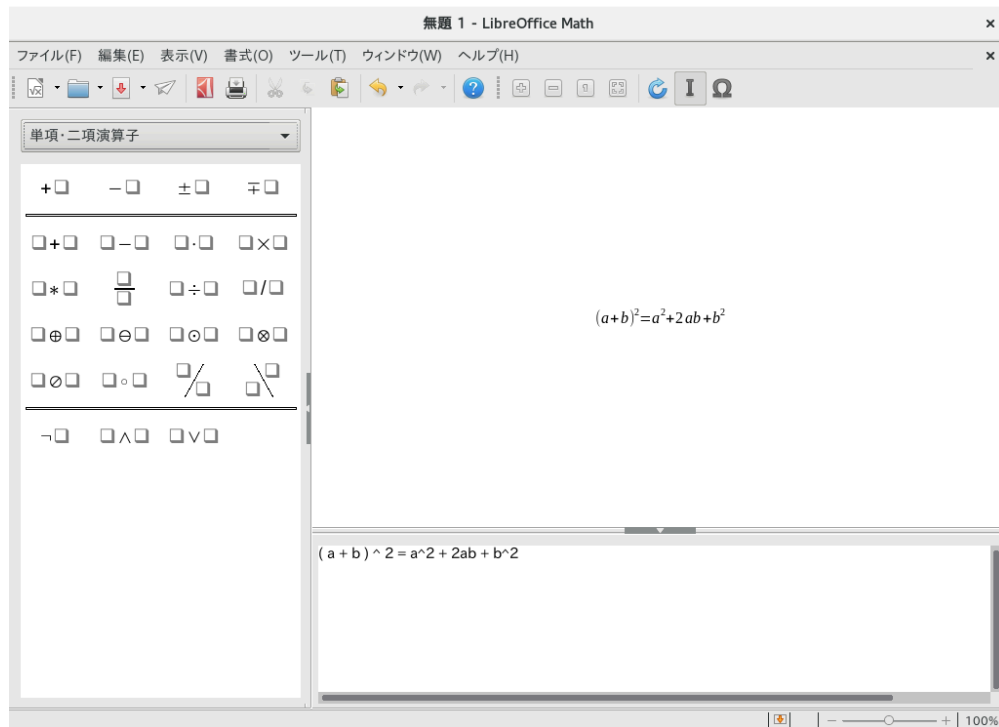 無題 1 - LibreOffice Math
ファイル(F) 編集(E) 表示(V) 書式(O) ツール(T) ウィンドウ(W) ヘルプ(H)
単項·二項演算子
+□ −□ ±□ ∓□
□+□ □−□ □·□ □×□
□∗□ □/□ □÷□ □/□
□⊕□ □⊖□ □⊙□ □⊗□
□⊘□ □∘□ □/□ □\□
¬□ □∧□ □∨□
(a+b)²=a²+2ab+b²
( a + b ) ^ 2 = a^2 + 2ab + b^2
100%